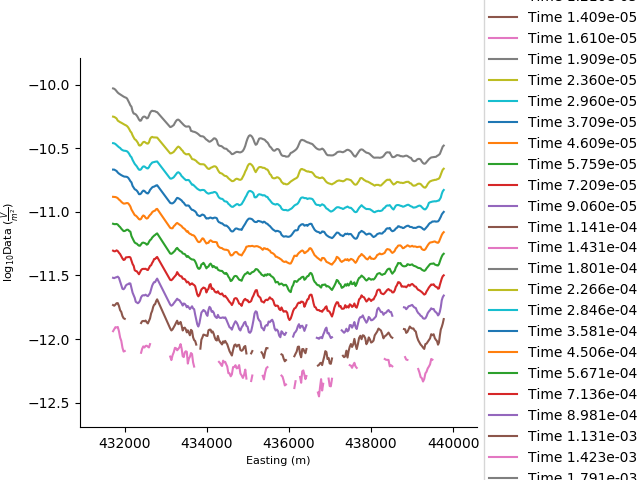 Time 1.409e-05
Time 1.610e-05
Time 1.909e-05
Time 2.360e-05
Time 2.960e-05
Time 3.709e-05
Time 4.609e-05
Time 5.759e-05
Time 7.209e-05
Time 9.060e-05
Time 1.141e-04
Time 1.431e-04
Time 1.801e-04
Time 2.266e-04
Time 2.846e-04
Time 3.581e-04
Time 4.506e-04
Time 5.671e-04
Time 7.136e-04
Time 8.981e-04
Time 1.131e-03
Time 1.423e-03
Time 1.791e-03
−10.0
−10.5
−11.0
−11.5
−12.0
−12.5
432000 434000 436000 438000 440000
Easting (m)